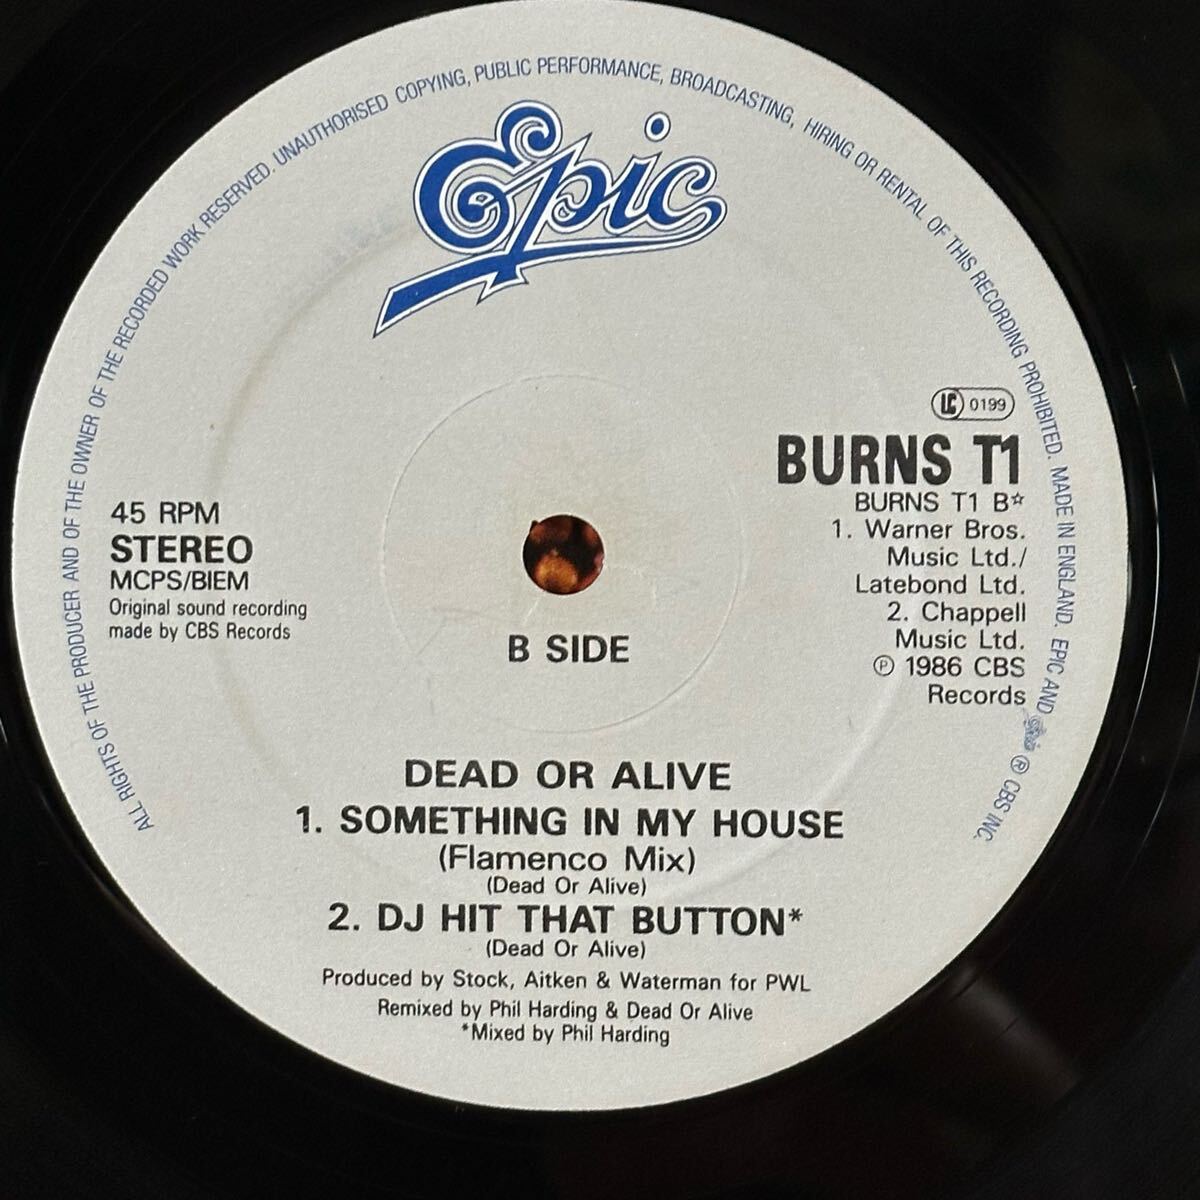 ALL RIGHTS OF THE PRODUCER AND OF THE OWNER OF THE RECORDED WORK RESERVED. UNAUTHORISED COPYING, PUBLIC PERFORMANCE, BROADCASTING, HIRING OR RENTAL OF THIS RECORDING PROHIBITED. MADE IN ENGLAND. EPIC AND Epic ® CBS INC.
Epic
LC 0199
BURNS T1
BURNS T1 B☆
1. Warner Bros.
Music Ltd./
Latebond Ltd.
2. Chappell
Music Ltd.
℗ 1986 CBS
Records
45 RPM
STEREO
MCPS/BIEM
Original sound recording
made by CBS Records
B SIDE
DEAD OR ALIVE
1. SOMETHING IN MY HOUSE
(Flamenco Mix)
(Dead Or Alive)
2. DJ HIT THAT BUTTON*
(Dead Or Alive)
Produced by Stock, Aitken & Waterman for PWL
Remixed by Phil Harding & Dead Or Alive
*Mixed by Phil Harding